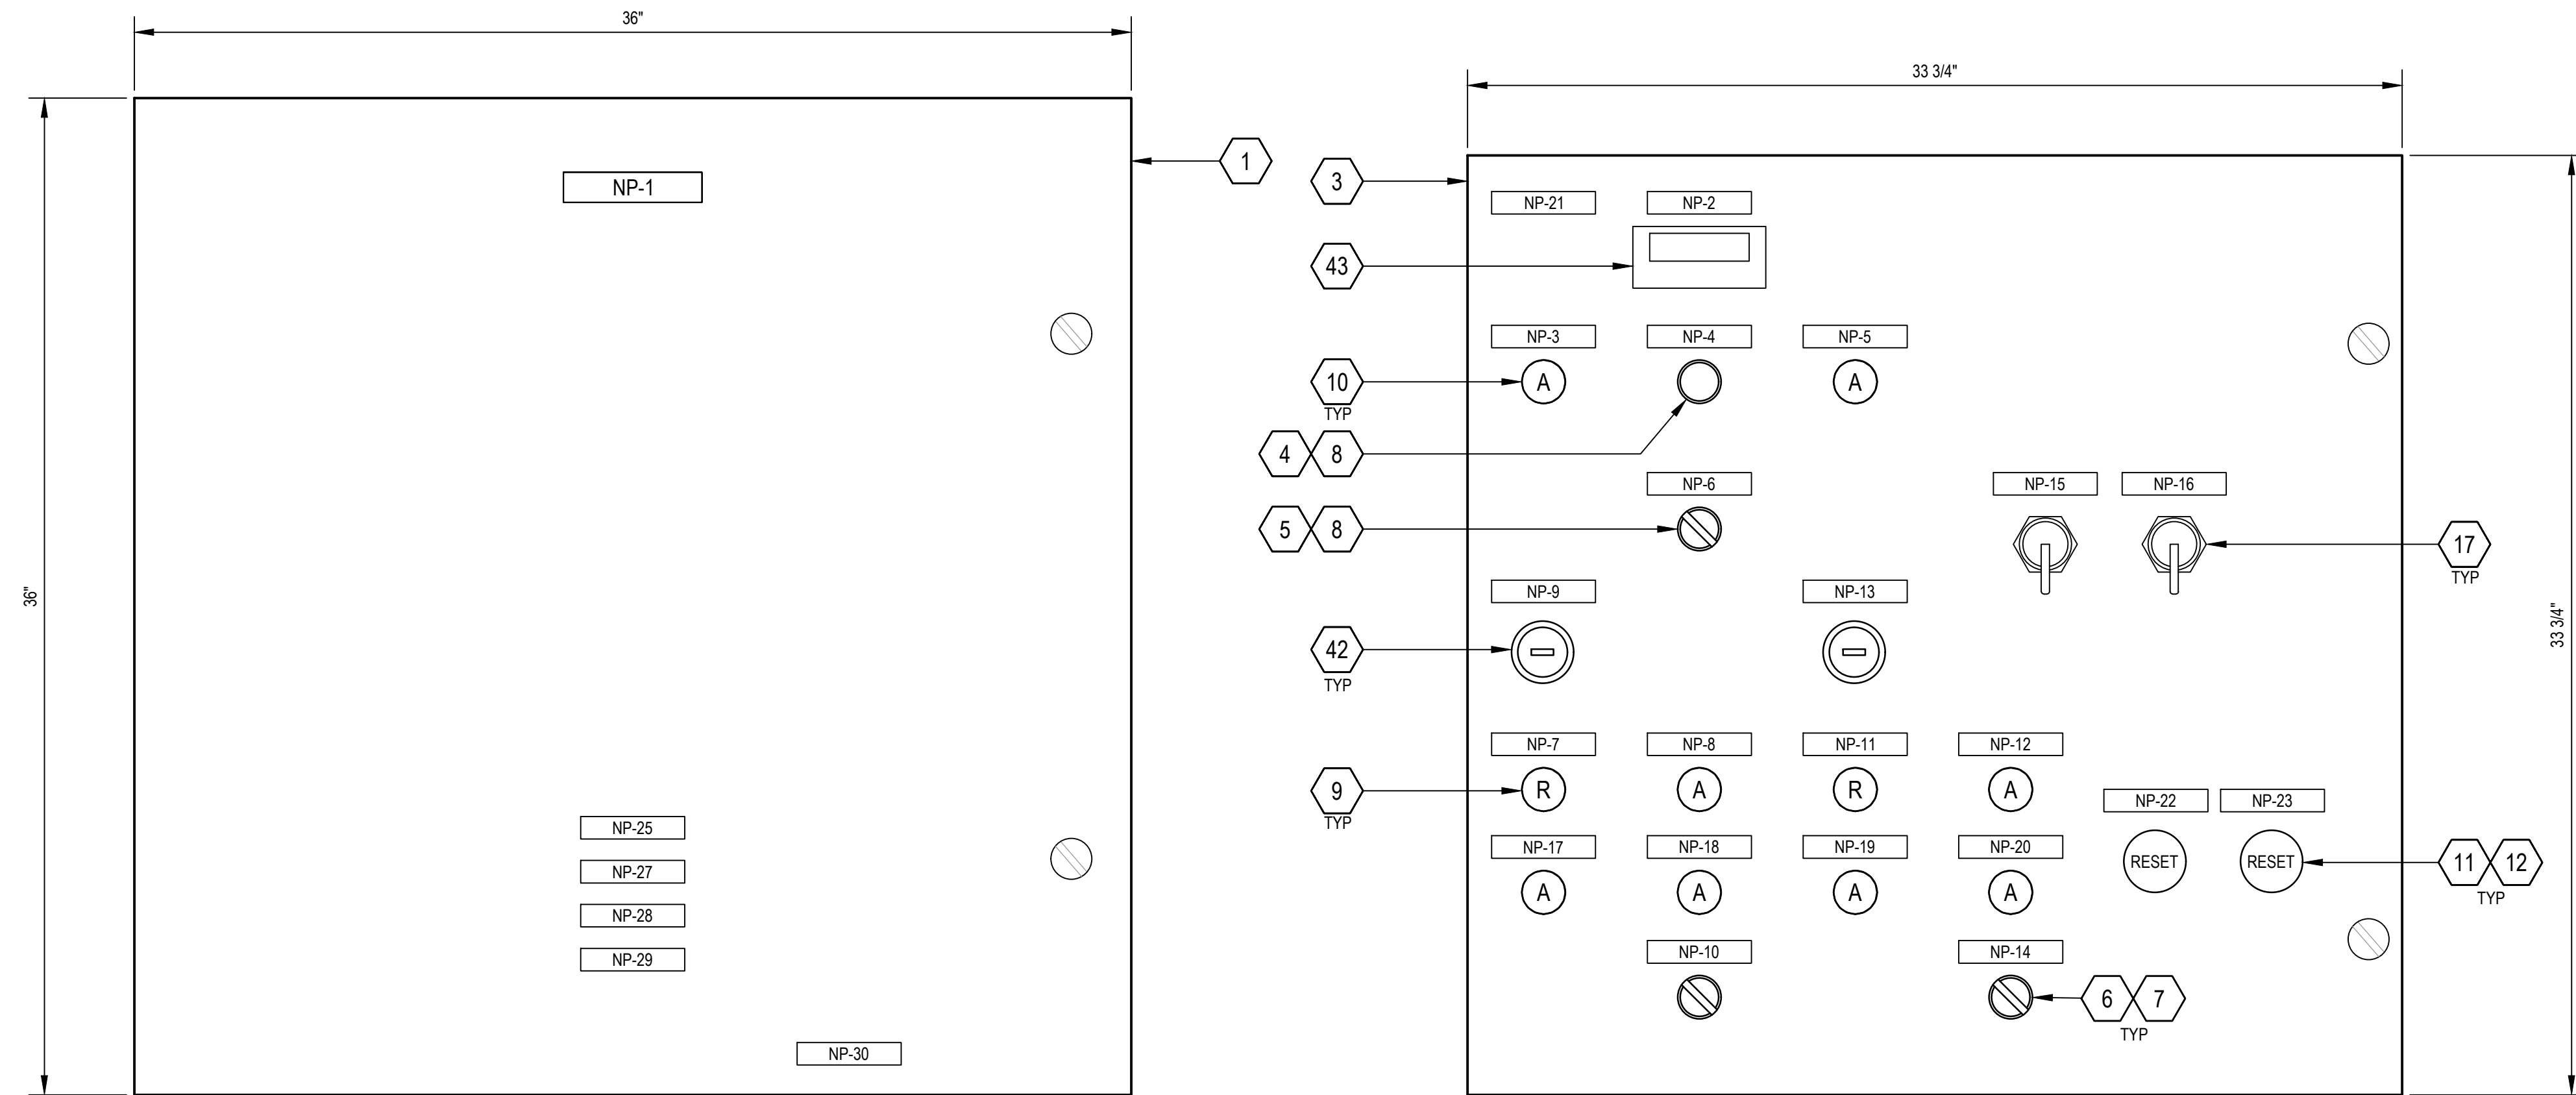 36"
33 3/4"
1
3
NP-1
NP-21 NP-2
43
NP-3 NP-4 NP-5
10
TYP
A A
4 8
NP-6
NP-15 NP-16
5 8
17
TYP
36"
33 3/4"
NP-9 NP-13
42
TYP
NP-7 NP-8 NP-11 NP-12
9
TYP
R A R A
NP-22 NP-23
NP-25
NP-17 NP-18 NP-19 NP-20
RESET RESET
11 12
TYP
NP-27
A A A A
NP-28
NP-29
NP-10 NP-14
6 7
TYP
NP-30